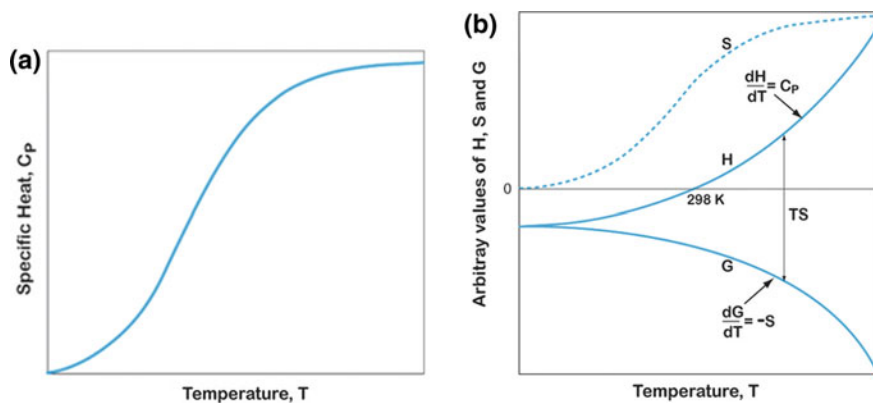 (a)
Specific Heat, CP
Temperature, T
(b)
Arbitray values of H, S and G
0
S
dH
dT = CP
H
298 K
TS
G
dG
dT = -S
Temperature, T